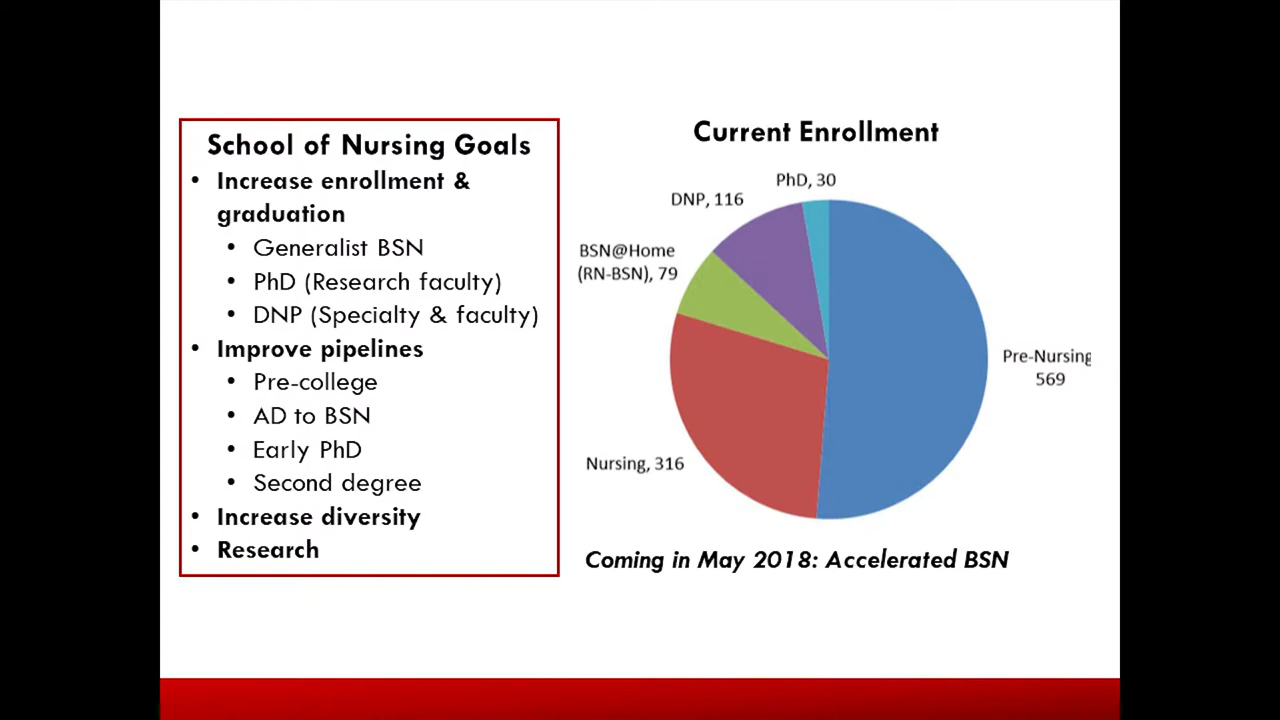 School of Nursing Goals
• Increase enrollment &
graduation
• Generalist BSN
• PhD (Research faculty)
• DNP (Specialty & faculty)
• Improve pipelines
• Pre-college
• AD to BSN
• Early PhD
• Second degree
• Increase diversity
• Research
Current Enrollment
PhD, 30
DNP, 116
BSN@Home
(RN-BSN), 79
Pre-Nursing
569
Nursing, 316
Coming in May 2018: Accelerated BSN